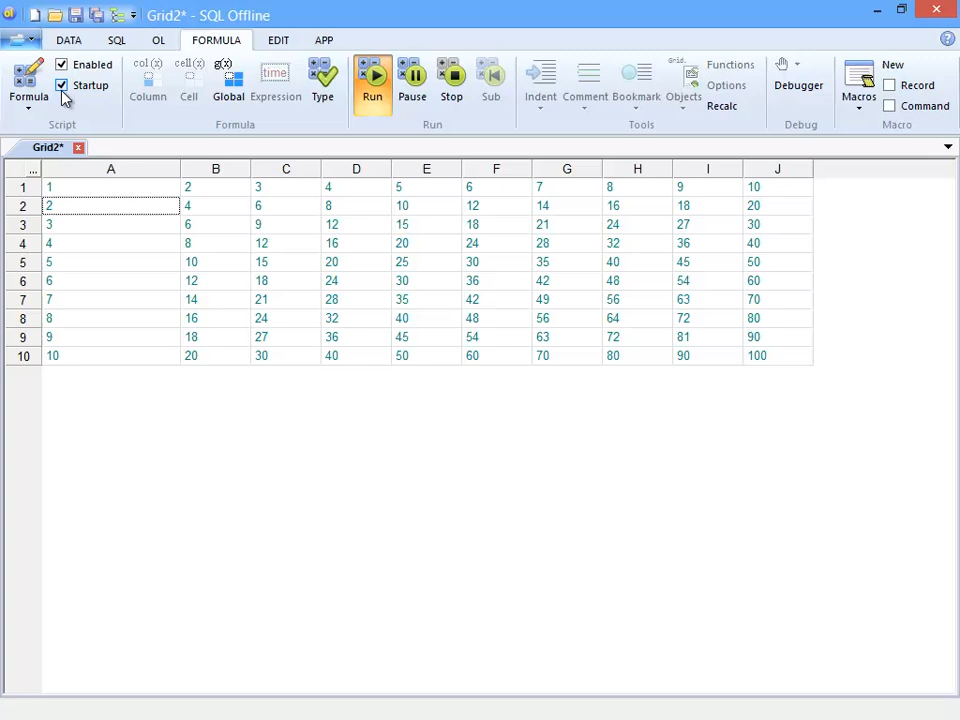 Grid2* - SQL Offline
DATA SQL OL FORMULA EDIT APP
Formula Enabled Startup Script
col (x) cell(x) g(x) time
Column Cell Global Expression Type
Formula
Run Pause Stop Sub
Run
Grid.
Indent Comment Bookmark Objects Functions Options Recalc
Tools
Debugger
Debug
Macros New Record Command
Macro
Grid2*
... A B C D E F G H I J
1 1 2 3 4 5 6 7 8 9 10
2 2 4 6 8 10 12 14 16 18 20
3 3 6 9 12 15 18 21 24 27 30
4 4 8 12 16 20 24 28 32 36 40
5 5 10 15 20 25 30 35 40 45 50
6 6 12 18 24 30 36 42 48 54 60
7 7 14 21 28 35 42 49 56 63 70
8 8 16 24 32 40 48 56 64 72 80
9 9 18 27 36 45 54 63 72 81 90
10 10 20 30 40 50 60 70 80 90 100